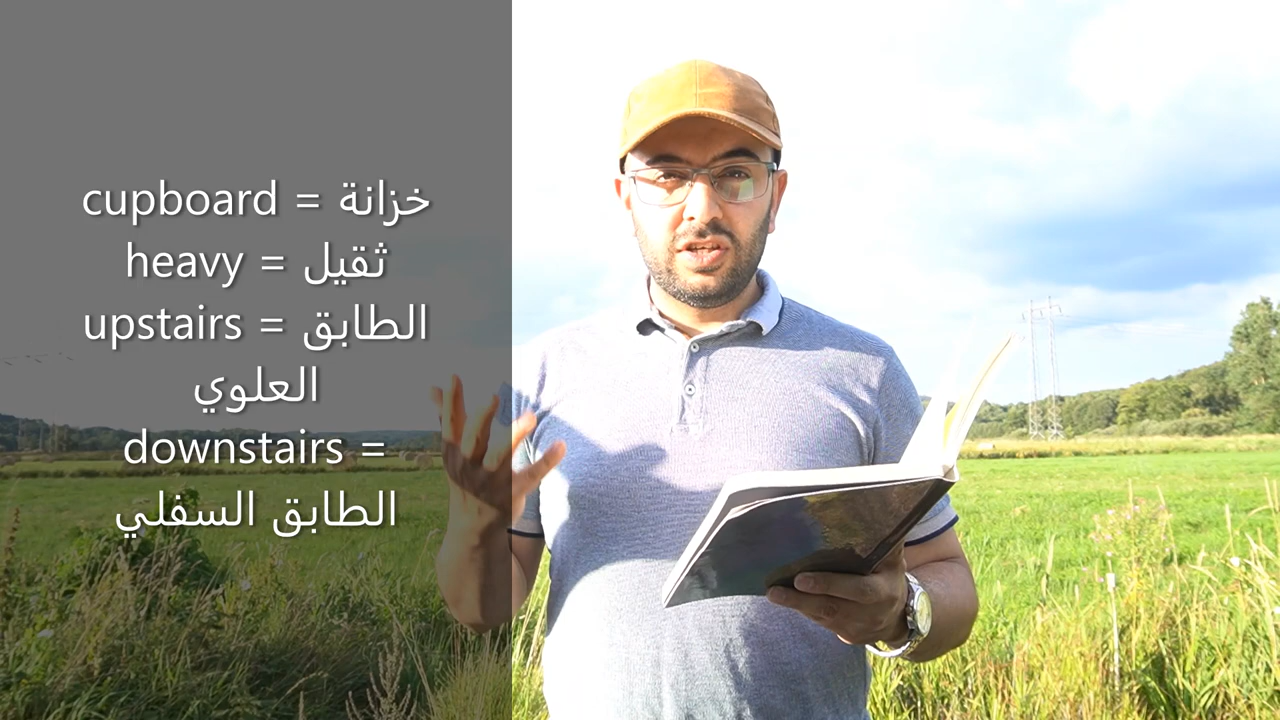 cupboard = خزانة
heavy = ثقيل
upstairs = الطابق
العلوي
downstairs =
الطابق السفلي